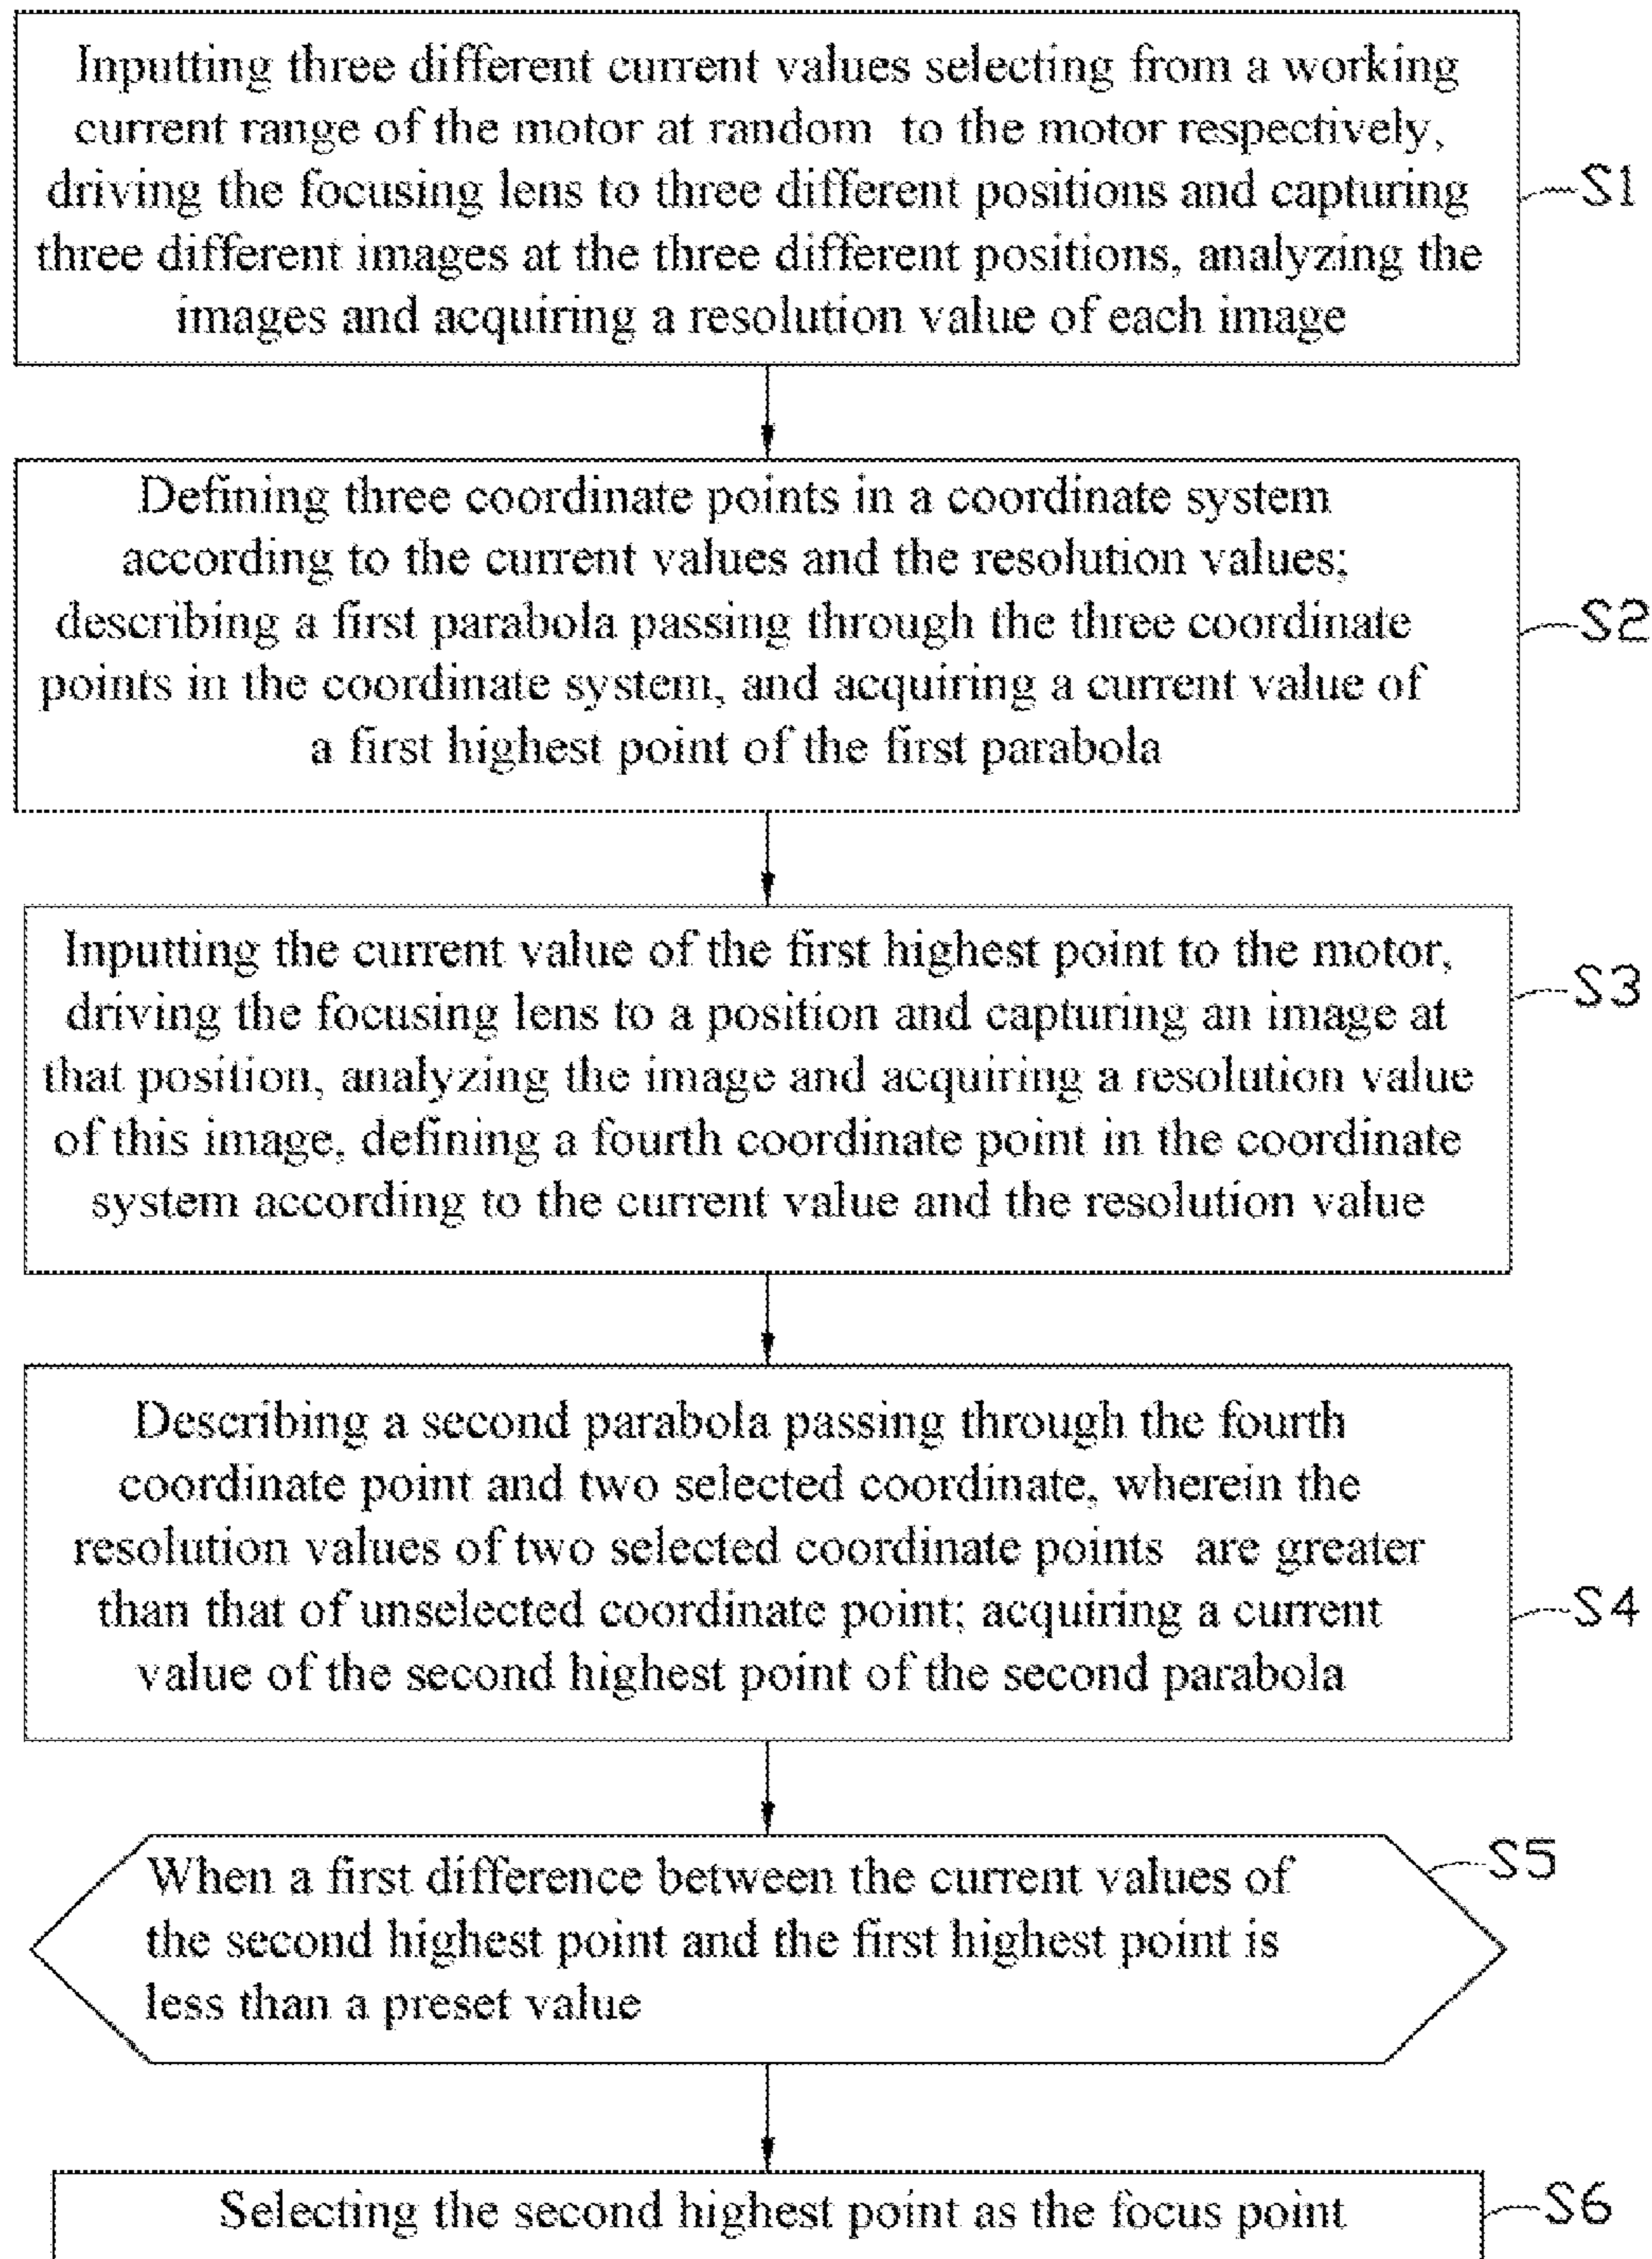 Inputting three different current values selecting from a working
current range of the motor at random to the motor respectively,
driving the focusing lens to three different positions and capturing
three different images at the three different positions, analyzing the
images and acquiring a resolution value of each image
S1
Defining three coordinate points in a coordinate system
according to the current values and the resolution values;
describing a first parabola passing through the three coordinate
points in the coordinate system, and acquiring a current value of
a first highest point of the first parabola
S2
Inputting the current value of the first highest point to the motor,
driving the focusing lens to a position and capturing an image at
that position, analyzing the image and acquiring a resolution value
of this image, defining a fourth coordinate point in the coordinate
system according to the current value and the resolution value
S3
Describing a second parabola passing through the fourth
coordinate point and two selected coordinate, wherein the
resolution values of two selected coordinate points are greater
than that of unselected coordinate point; acquiring a current
value of the second highest point of the second parabola
S4
When a first difference between the current values of
the second highest point and the first highest point is
less than a preset value
S5
Selecting the second highest point as the focus point
S6